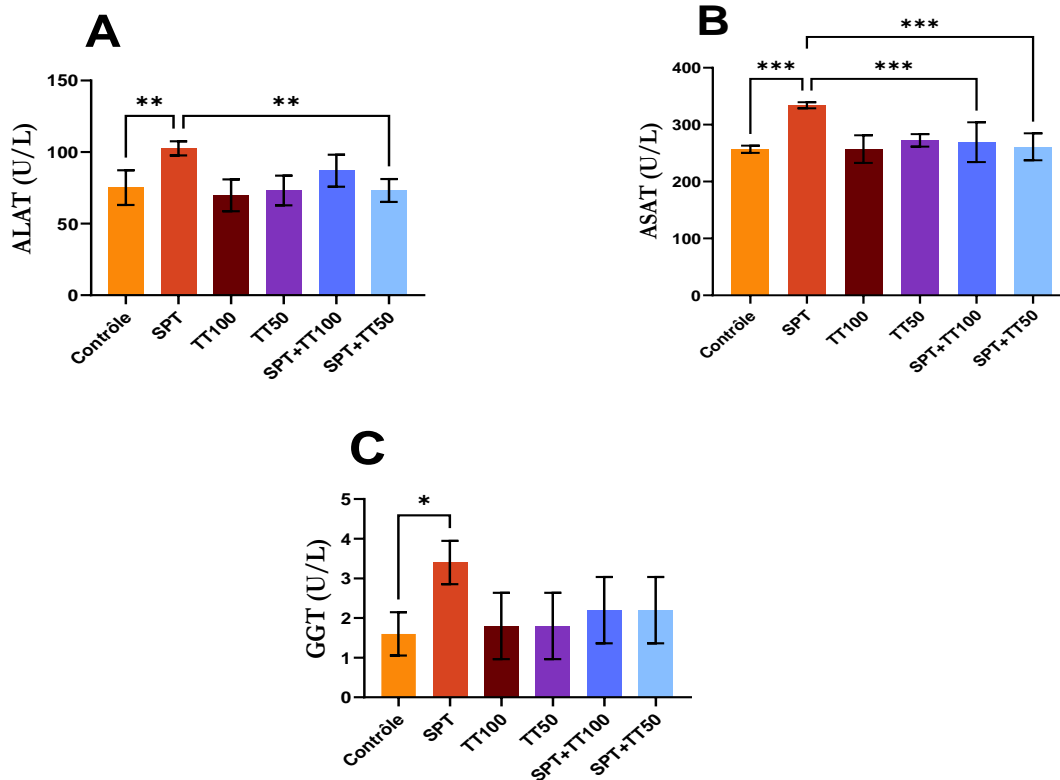 A
ALAT (U/L)
150
100
50
0
**
**
Contrôle
SPT
TT100
TT50
SPT+TT100
SPT+TT50
B
ASAT (U/L)
400
300
200
100
0
***
***
***
Contrôle
SPT
TT100
TT50
SPT+TT100
SPT+TT50
C
GGT (U/L)
5
4
3
2
1
0
*
Contrôle
SPT
TT100
TT50
SPT+TT100
SPT+TT50